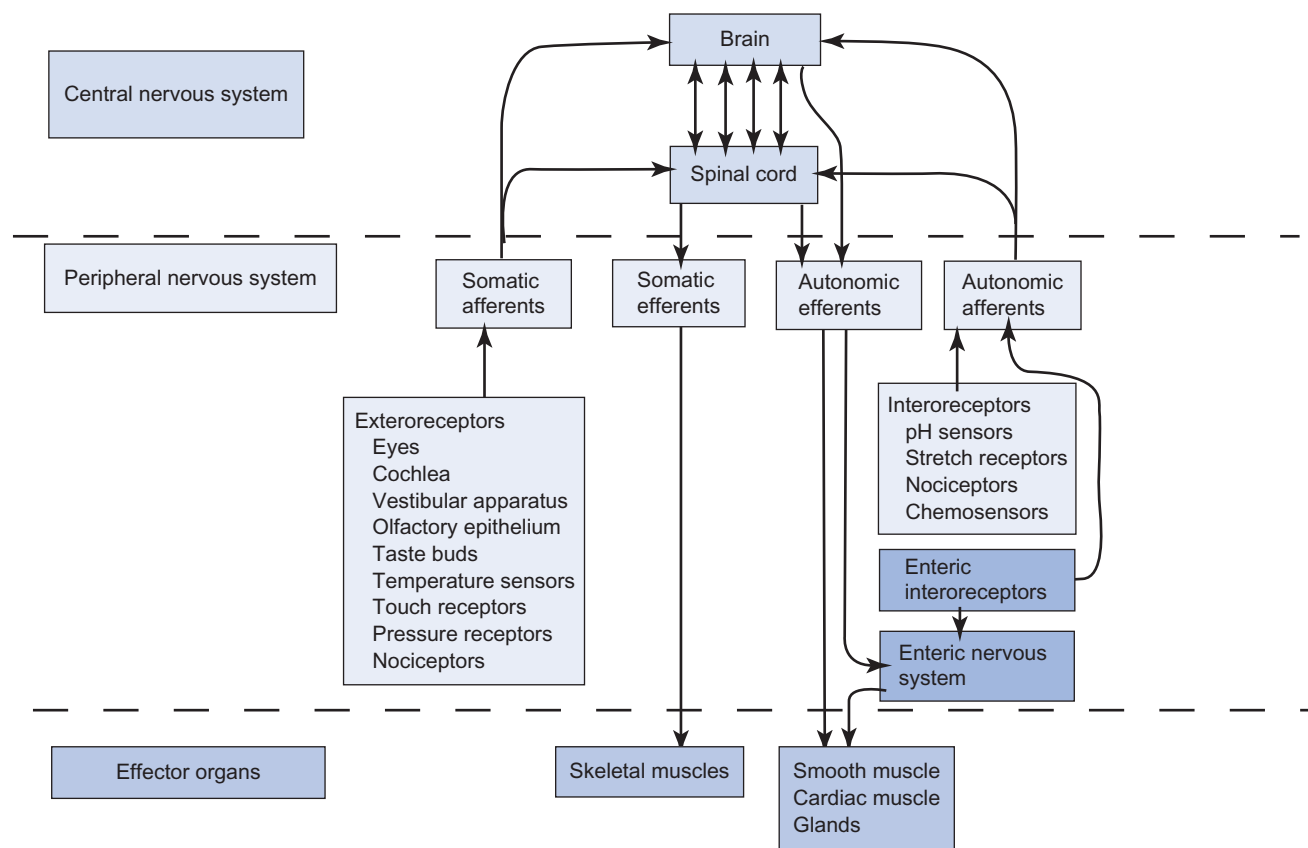 Brain
Central nervous system
Spinal cord
Peripheral nervous system
Somatic
afferents
Somatic
efferents
Autonomic
efferents
Autonomic
afferents
Exteroreceptors
Eyes
Cochlea
Vestibular apparatus
Olfactory epithelium
Taste buds
Temperature sensors
Touch receptors
Pressure receptors
Nociceptors
Interoreceptors
pH sensors
Stretch receptors
Nociceptors
Chemosensors
Enteric
interoreceptors
Enteric nervous
system
Effector organs
Skeletal muscles
Smooth muscle
Cardiac muscle
Glands